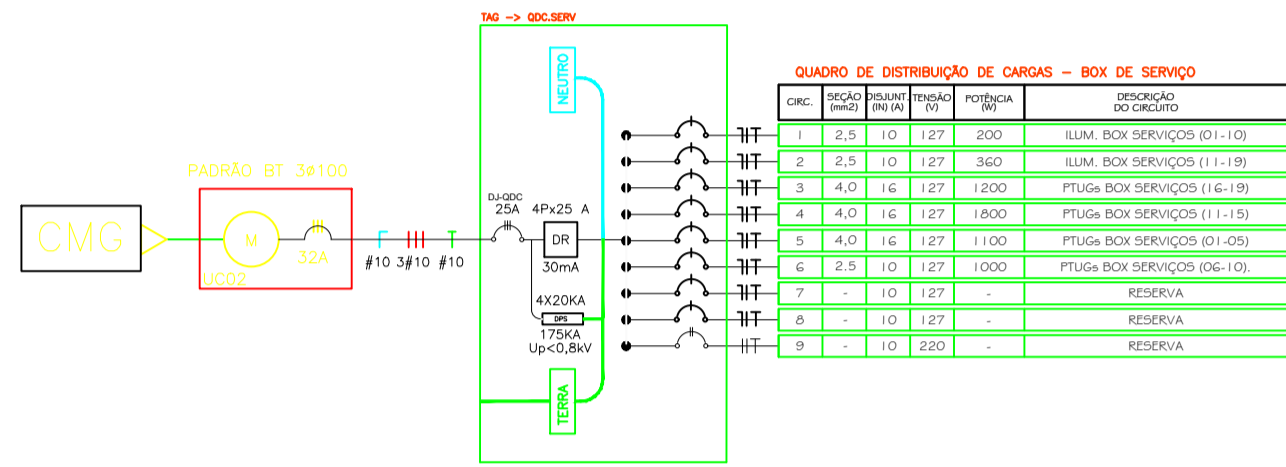 TAG -> QDC.SERV
NEUTRO
QUADRO DE DISTRIBUIÇÃO DE CARGAS - BOX DE SERVIÇO
CIRC. SEÇÃO (mm2) DISJUNT. (IN) (A) TENSÃO (V) POTÊNCIA (W) DESCRIÇÃO DO CIRCUITO
1 2,5 10 127 200 ILUM. BOX SERVIÇOS (01-10)
2 2,5 10 127 360 ILUM. BOX SERVIÇOS (11-19)
3 4,0 16 127 1200 PTUGs BOX SERVIÇOS (16-19)
4 4,0 16 127 1800 PTUGs BOX SERVIÇOS (11-15)
5 4,0 16 127 1100 PTUGs BOX SERVIÇOS (01-05)
6 2.5 10 127 1000 PTUGs BOX SERVIÇOS (06-10).
7 - 10 127 - RESERVA
8 - 10 127 - RESERVA
9 - 10 220 - RESERVA
PADRÃO BT 3Ø100
CMG
M
32A
UC02
#10 3#10 #10
DJ-QDC
25A
4Px25 A
DR
30mA
4X20KA
DPS
175KA
Up<0,8kV
TERRA